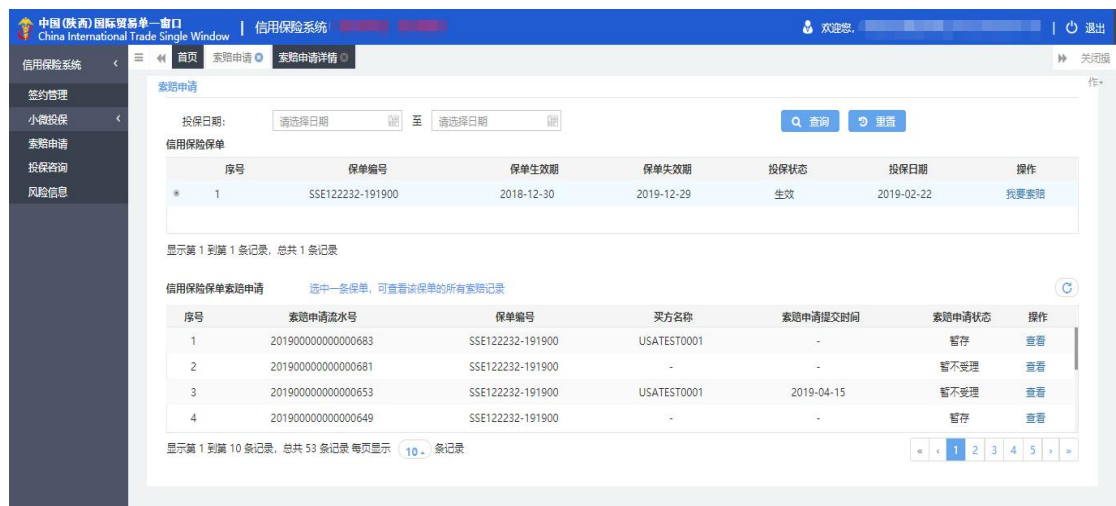 中国(陕西)国际贸易单一窗口
China International Trade Single Window
信用保险系统
欢迎您,
退出
信用保险系统
首页 索赔申请 索赔申请详情
关闭操作
签约管理
小微投保
索赔申请
投保咨询
风险信息
索赔申请
投保日期: 请选择日期 至 请选择日期 查询 重置
信用保险保单
序号 保单编号 保单生效期 保单失效期 投保状态 投保日期 操作
1 SSE122232-191900 2018-12-30 2019-12-29 生效 2019-02-22 我要索赔
显示第 1 到第 1 条记录, 总共 1 条记录
信用保险保单索赔申请 选中一条保单, 可查看该保单的所有索赔记录
序号 索赔申请流水号 保单编号 买方名称 索赔申请提交时间 索赔申请状态 操作
1 201900000000000683 SSE122232-191900 USATEST0001 - 暂存 查看
2 201900000000000681 SSE122232-191900 - - 暂不受理 查看
3 201900000000000653 SSE122232-191900 USATEST0001 2019-04-15 暂不受理 查看
4 201900000000000649 SSE122232-191900 - - 暂存 查看
显示第 1 到第 10 条记录, 总共 53 条记录 每页显示 10 条记录
« ‹ 1 2 3 4 5 › »